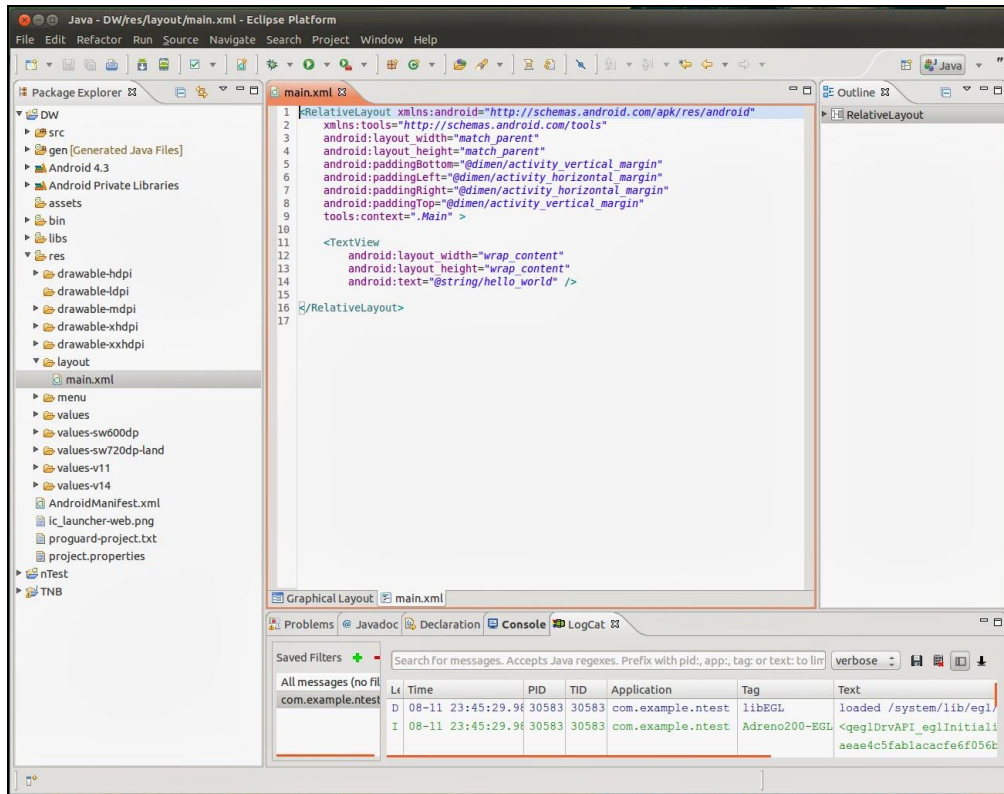 Java - DW/res/layout/main.xml - Eclipse Platform
File Edit Refactor Run Source Navigate Search Project Window Help
Java
Package Explorer
DW
src
gen [Generated Java Files]
Android 4.3
Android Private Libraries
assets
bin
libs
res
drawable-hdpi
drawable-ldpi
drawable-mdpi
drawable-xhdpi
drawable-xxhdpi
layout
main.xml
menu
values
values-sw600dp
values-sw720dp-land
values-v11
values-v14
AndroidManifest.xml
ic_launcher-web.png
proguard-project.txt
project.properties
nTest
TNB
main.xml
1 <RelativeLayout xmlns:android="http://schemas.android.com/apk/res/android"
2 xmlns:tools="http://schemas.android.com/tools"
3 android:layout_width="match_parent"
4 android:layout_height="match_parent"
5 android:paddingBottom="@dimen/activity_vertical_margin"
6 android:paddingLeft="@dimen/activity_horizontal_margin"
7 android:paddingRight="@dimen/activity_horizontal_margin"
8 android:paddingTop="@dimen/activity_vertical_margin"
9 tools:context=".Main" >
10
11 <TextView
12 android:layout_width="wrap_content"
13 android:layout_height="wrap_content"
14 android:text="@string/hello_world" />
15
16 </RelativeLayout>
17
Graphical Layout main.xml
Outline
RelativeLayout
Problems @ Javadoc Declaration Console LogCat
Saved Filters
All messages (no fil
com.example.ntest
Search for messages. Accepts Java regexes. Prefix with pid:, app:, tag: or text: to lim
verbose
Le Time PID TID Application Tag Text
D 08-11 23:45:29.98 30583 30583 com.example.ntest libEGL loaded /system/lib/egl/
I 08-11 23:45:29.98 30583 30583 com.example.ntest Adreno200-EGL <qeglDrvAPI_eglInitiali
aeae4c5fab1acacfe6f056b